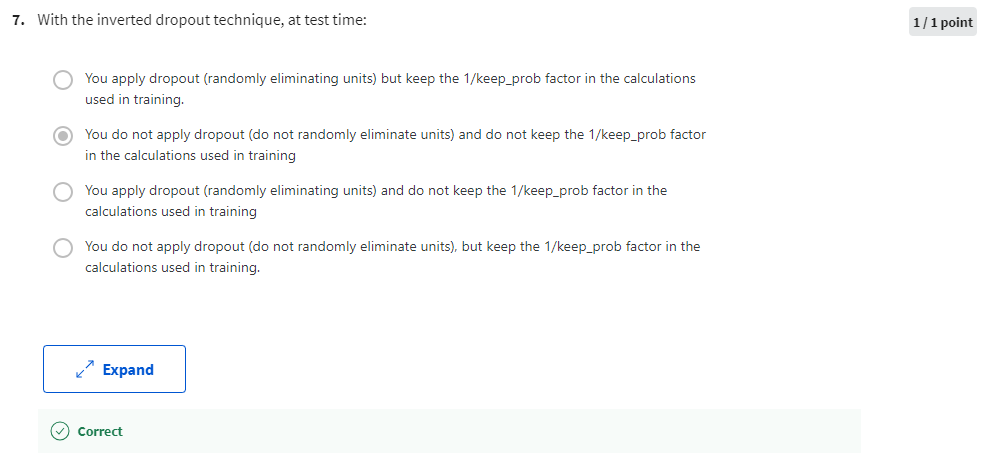 7. With the inverted dropout technique, at test time:
1 / 1 point
You apply dropout (randomly eliminating units) but keep the 1/keep_prob factor in the calculations
used in training.
You do not apply dropout (do not randomly eliminate units) and do not keep the 1/keep_prob factor
in the calculations used in training
You apply dropout (randomly eliminating units) and do not keep the 1/keep_prob factor in the
calculations used in training
You do not apply dropout (do not randomly eliminate units), but keep the 1/keep_prob factor in the
calculations used in training.
Expand
Correct